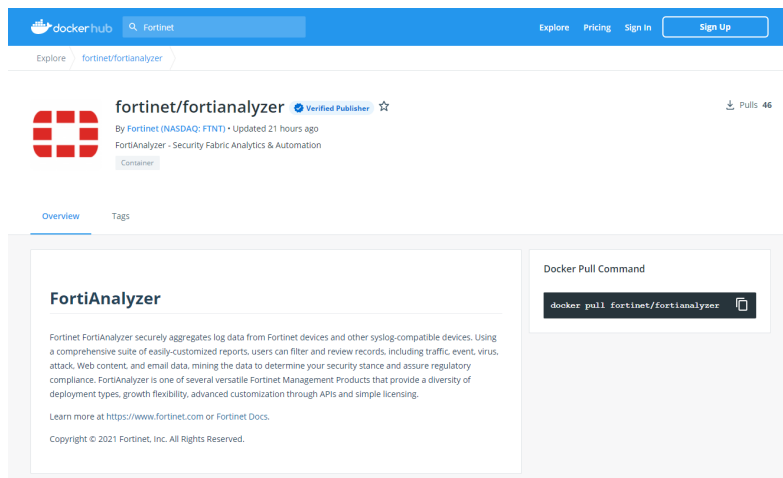 dockerhub
Fortinet
Explore Pricing Sign In Sign Up
Explore fortinet/fortianalyzer
fortinet/fortianalyzer Verified Publisher
Pulls 46
By Fortinet (NASDAQ: FTNT) • Updated 21 hours ago
FortiAnalyzer - Security Fabric Analytics & Automation
Container
Overview Tags
FortiAnalyzer
Fortinet FortiAnalyzer securely aggregates log data from Fortinet devices and other syslog-compatible devices. Using
a comprehensive suite of easily-customized reports, users can filter and review records, including traffic, event, virus,
attack, Web content, and email data, mining the data to determine your security stance and assure regulatory
compliance. FortiAnalyzer is one of several versatile Fortinet Management Products that provide a diversity of
deployment types, growth flexibility, advanced customization through APIs and simple licensing.
Learn more at https://www.fortinet.com or Fortinet Docs.
Copyright © 2021 Fortinet, Inc. All Rights Reserved.
Docker Pull Command
docker pull fortinet/fortianalyzer